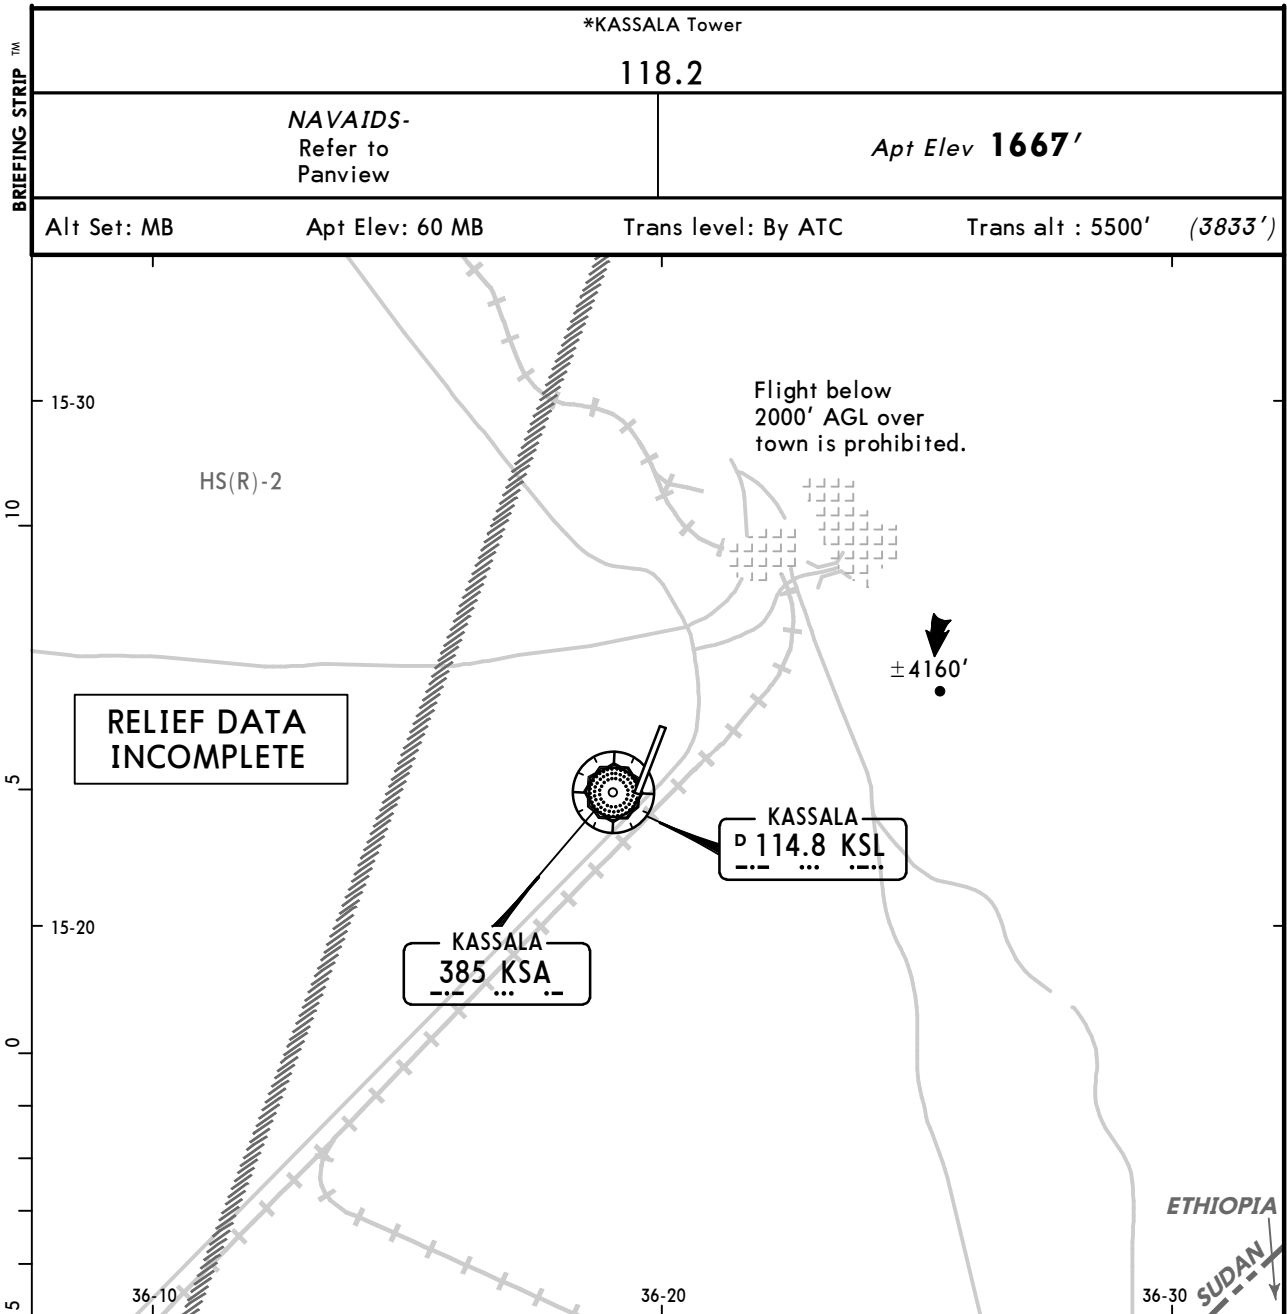 *KASSALA Tower
118.2
BRIEFING STRIP ™
NAVAIDS-
Refer to
Panview
Apt Elev 1667'
Alt Set: MB Apt Elev: 60 MB Trans level: By ATC Trans alt : 5500' (3833')
15-30
Flight below
2000' AGL over
town is prohibited.
HS(R)-2
10
±4160'
RELIEF DATA
INCOMPLETE
5
KASSALA
D 114.8 KSL
15-20
KASSALA
385 KSA
0
ETHIOPIA
SUDAN
5
36-10
36-20
36-30